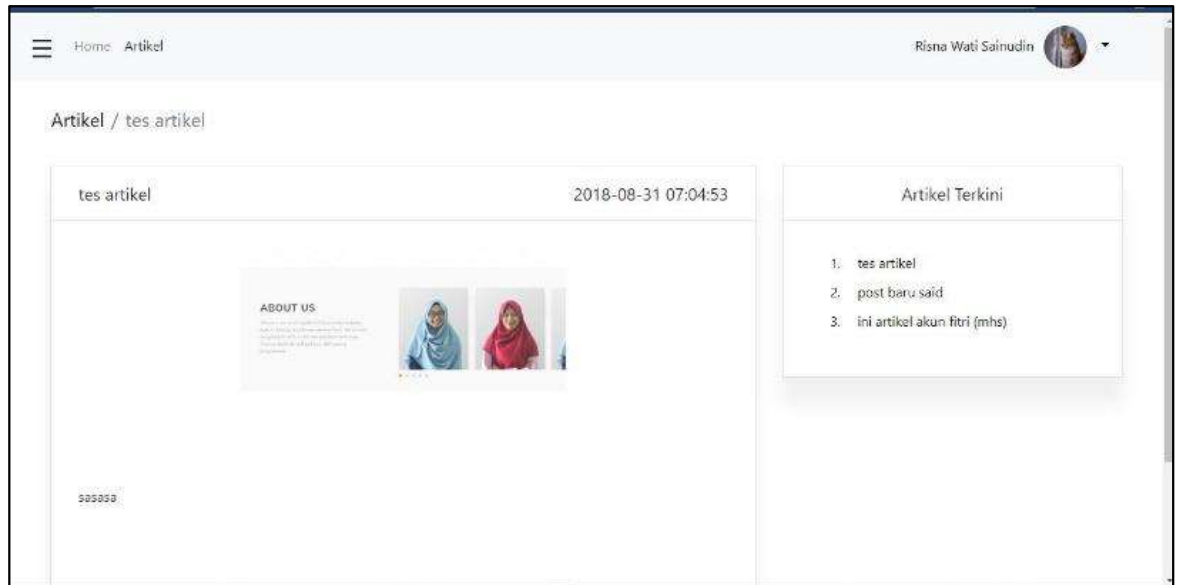 Home Artikel
Risna Wati Sainudin
Artikel / tes artikel
tes artikel
2018-08-31 07:04:53
ABOUT US
sasasa
Artikel Terkini
1. tes artikel
2. post baru said
3. ini artikel akun fitri (mhs)